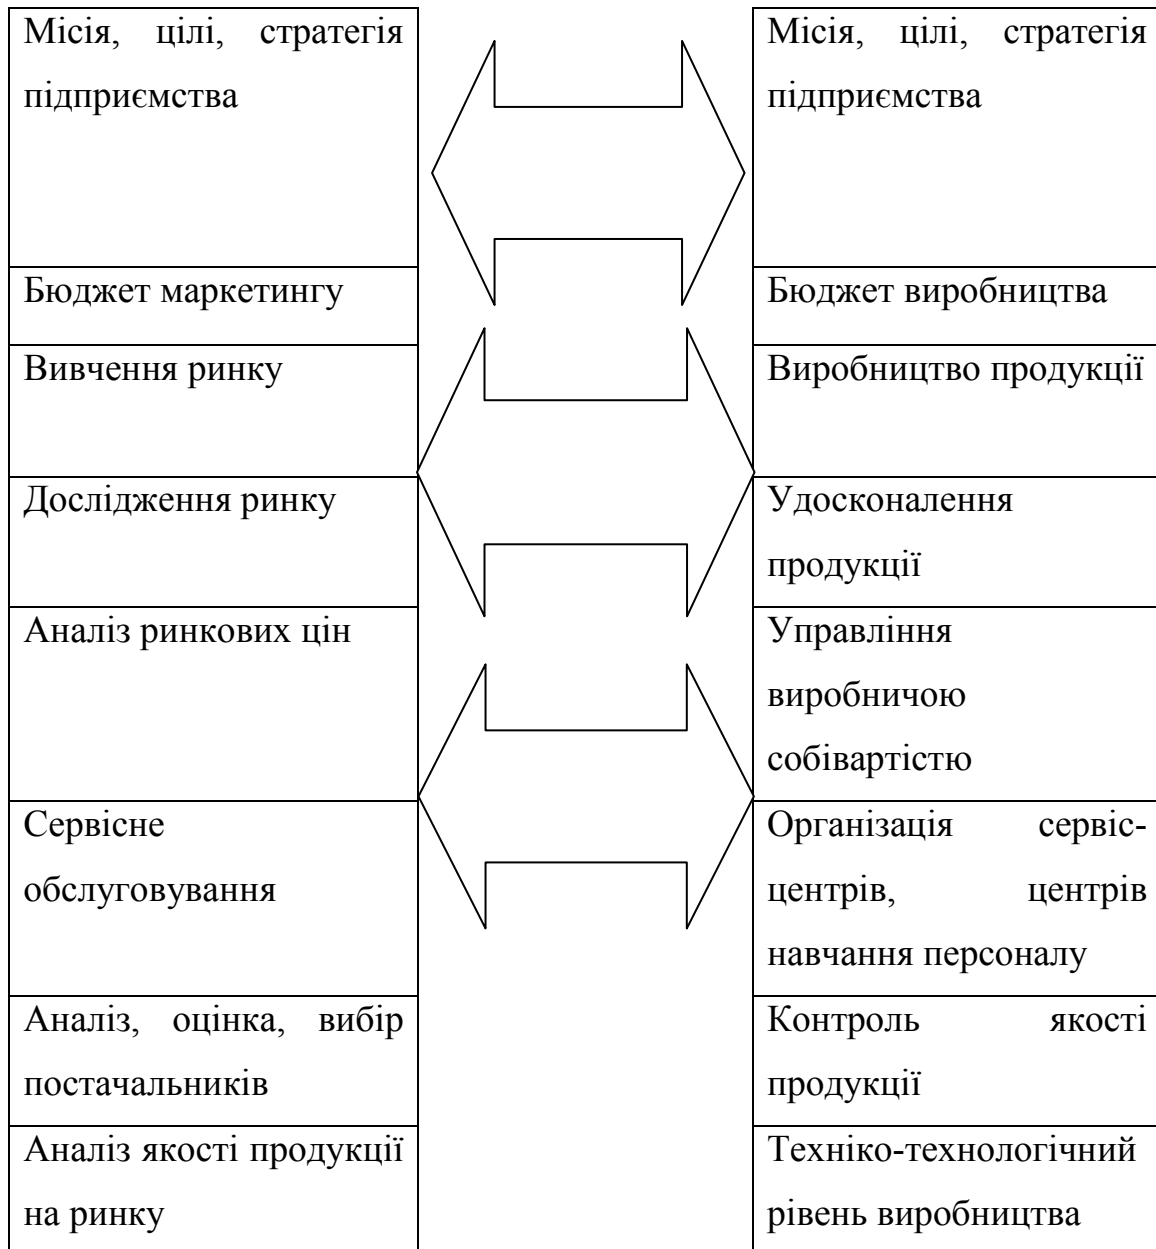 Місія, цілі, стратегія
підприємства
Бюджет маркетингу
Вивчення ринку
Дослідження ринку
Аналіз ринкових цін
Сервісне
обслуговування
Аналіз, оцінка, вибір
постачальників
Аналіз якості продукції
на ринку
Місія, цілі, стратегія
підприємства
Бюджет виробництва
Виробництво продукції
Удосконалення
продукції
Управління
виробничою
собівартістю
Організація сервіс-
центрів, центрів
навчання персоналу
Контроль якості
продукції
Техніко-технологічний
рівень виробництва